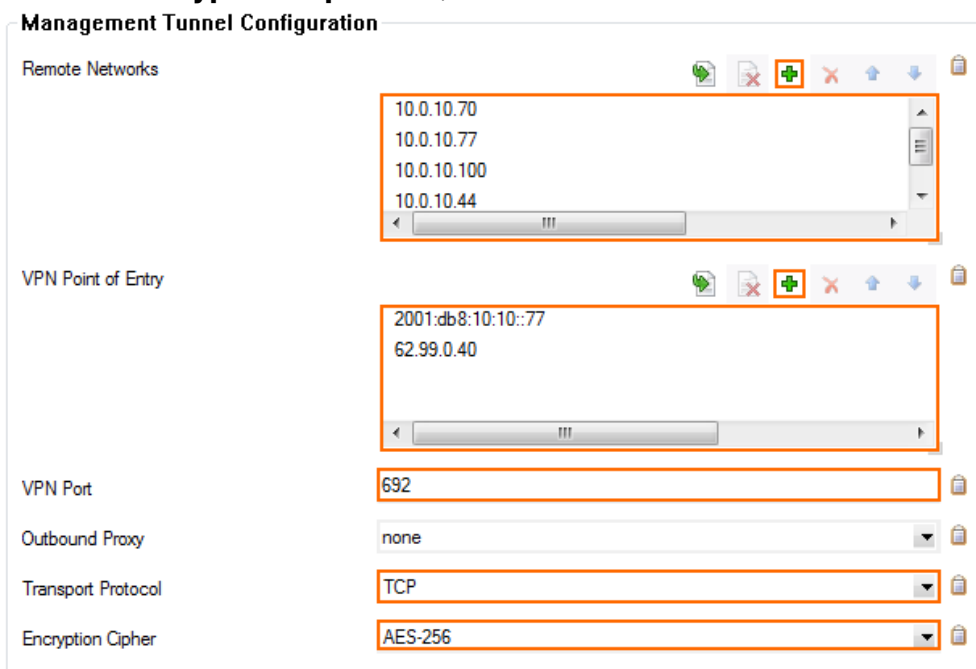 Management Tunnel Configuration
Remote Networks
10.0.10.70
10.0.10.77
10.0.10.100
10.0.10.44
VPN Point of Entry
2001:db8:10:10::77
62.99.0.40
VPN Port
692
Outbound Proxy
none
Transport Protocol
TCP
Encryption Cipher
AES-256